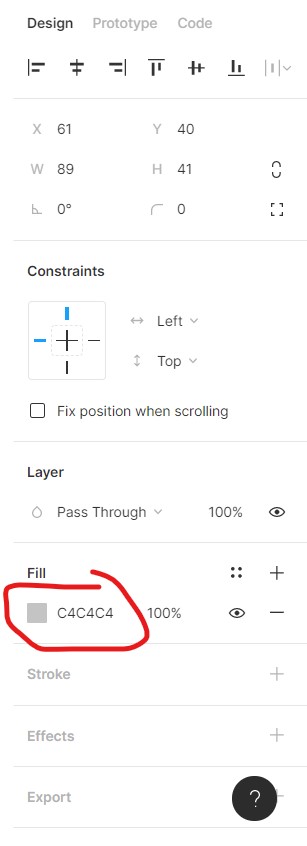 Design Prototype Code
X 61 Y 40
W 89 H 41
0° 0
Constraints
Left
Top
Fix position when scrolling
Layer
Pass Through 100%
Fill
C4C4C4 100%
Stroke
Effects
Export
?